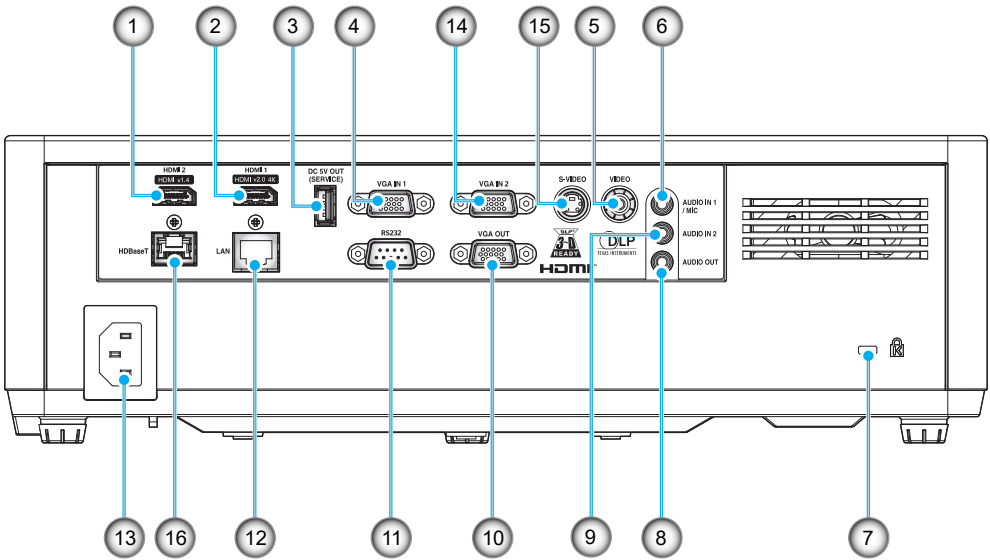 1
2
3
4
14
15
5
6
HDMI 2
HDMI v1.4
HDMI 1
HDMI v2.0 4K
DC 5V OUT
(SERVICE)
VGA IN 1
VGA IN 2
S-VIDEO
VIDEO
AUDIO IN 1
/ MIC
AUDIO IN 2
AUDIO OUT
HDBaseT
LAN
RS232
VGA OUT
DLP
3-D
READY
HDMI
DLP
TEXAS INSTRUMENTS
K
13
16
12
11
10
9
8
7